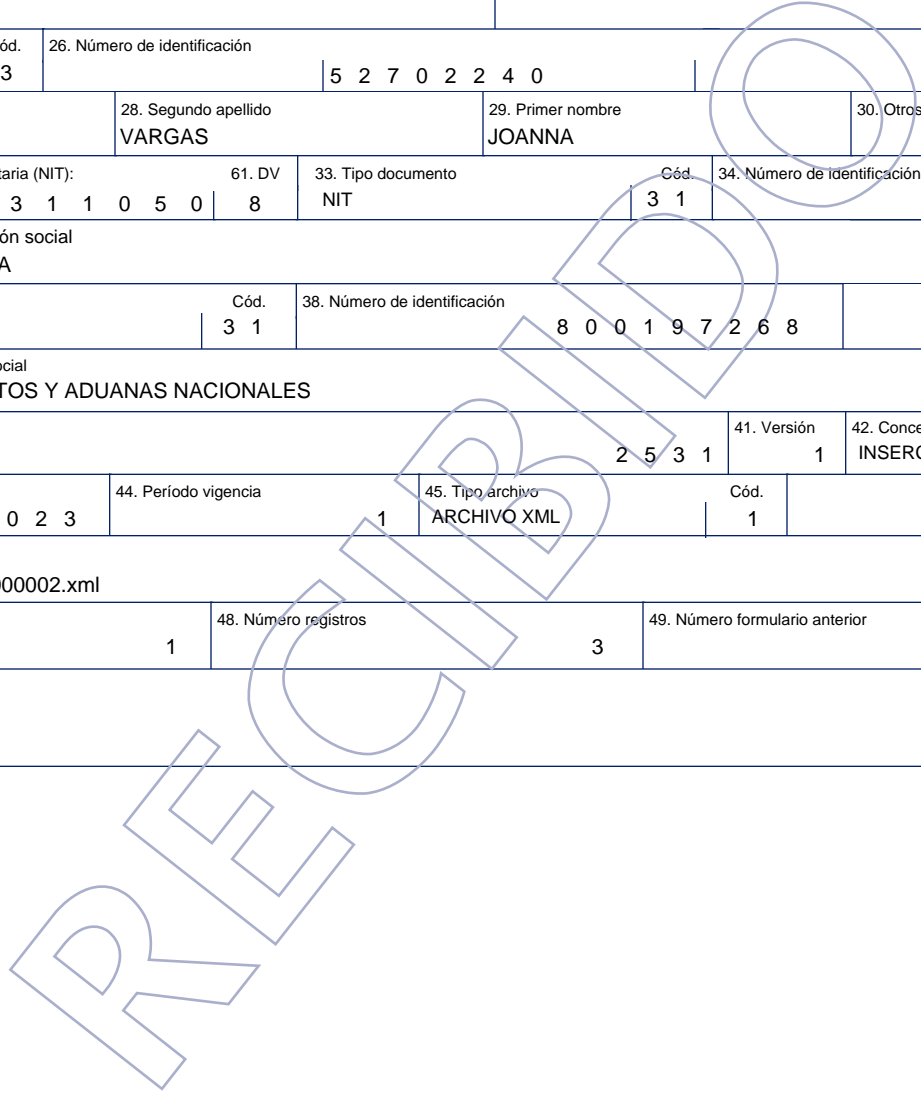 ód. 26. Número de identificación
3 5 2 7 0 2 2 4 0
28. Segundo apellido 29. Primer nombre 30. Otros
VARGAS JOANNA
taria (NIT): 61. DV 33. Tipo documento Cód. 34. Número de identificación
3 1 1 0 5 0 8 NIT 3 1
ón social
A
Cód. 38. Número de identificación
3 1 8 0 0 1 9 7 2 6 8
ocial
TOS Y ADUANAS NACIONALES
41. Versión 42. Conce
2 5 3 1 1 INSERC
44. Período vigencia 45. Tipo archivo Cód.
0 2 3 1 ARCHIVO XML 1
000002.xml
48. Número registros 49. Número formulario anterior
1 3
RECIBIDO